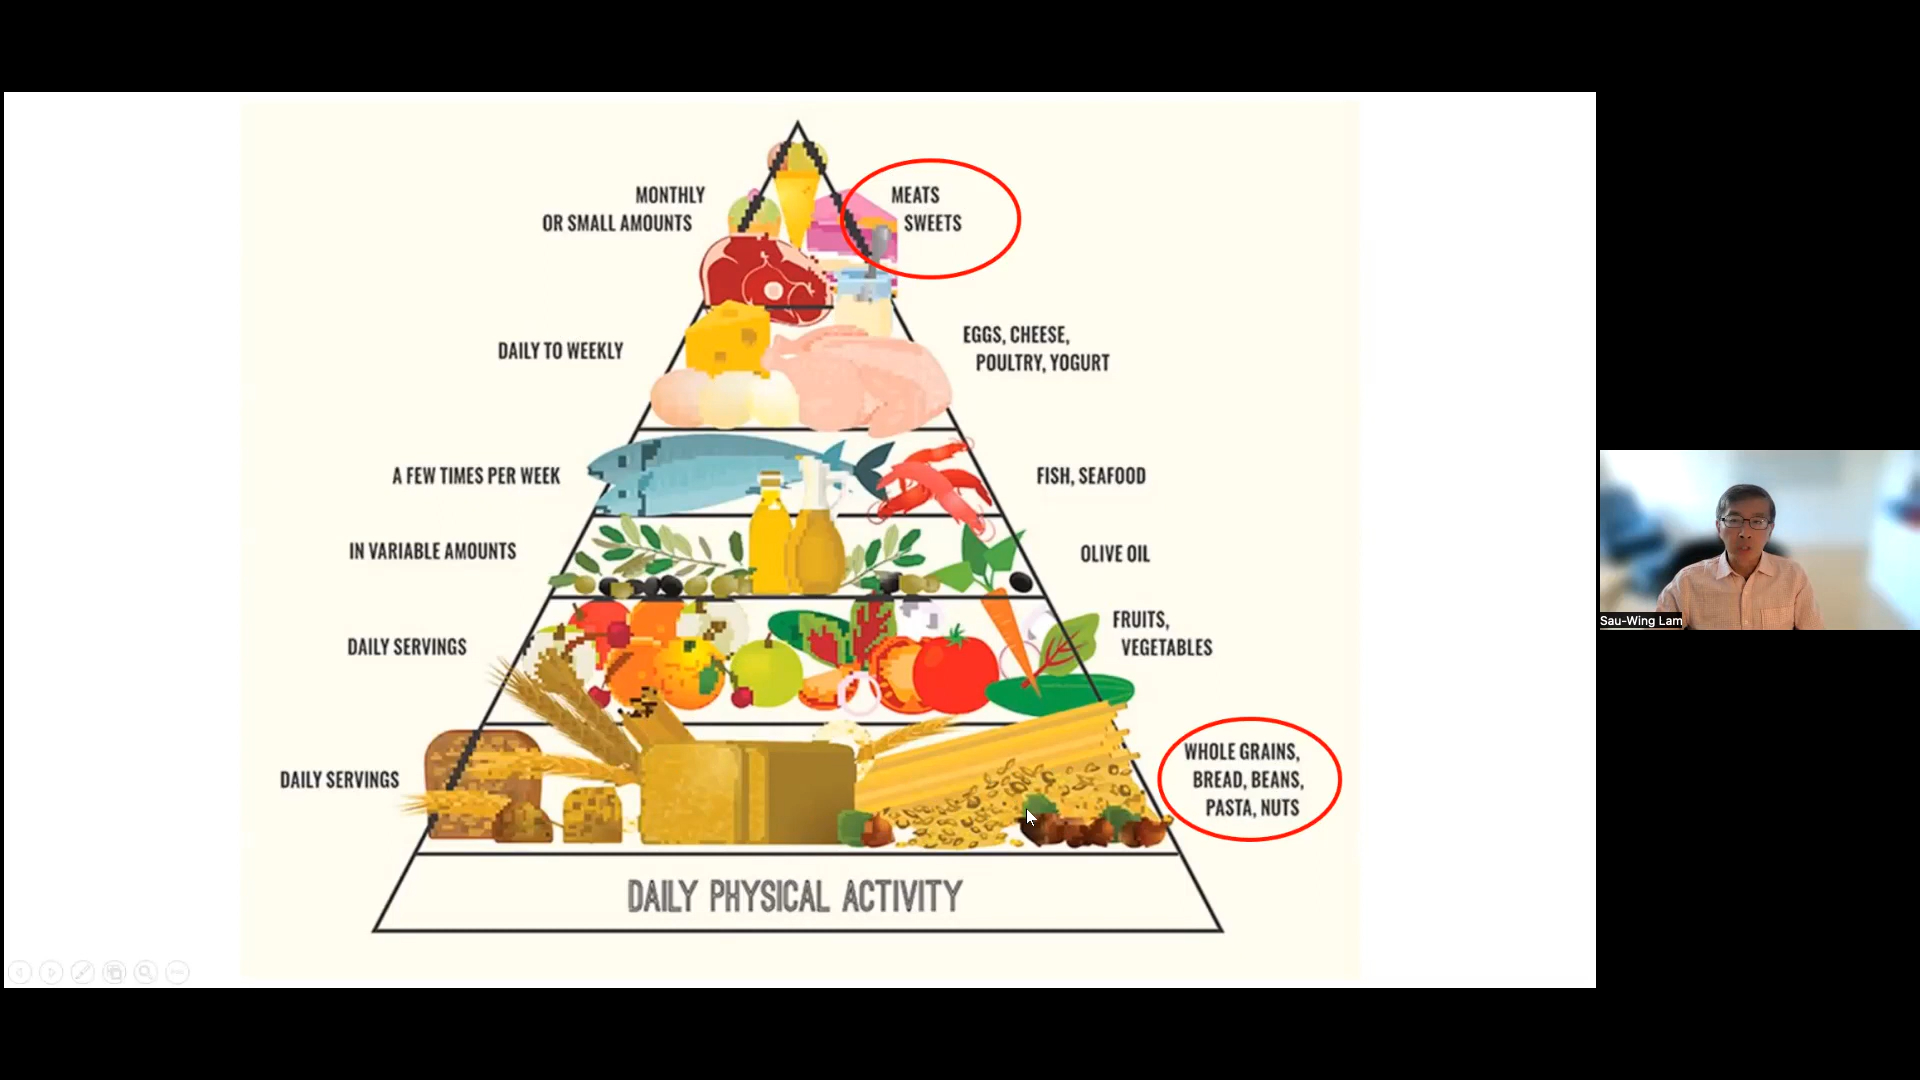 MONTHLY
OR SMALL AMOUNTS
MEATS
SWEETS
DAILY TO WEEKLY
EGGS, CHEESE,
POULTRY, YOGURT
A FEW TIMES PER WEEK
FISH, SEAFOOD
IN VARIABLE AMOUNTS
OLIVE OIL
DAILY SERVINGS
FRUITS,
VEGETABLES
DAILY SERVINGS
WHOLE GRAINS,
BREAD, BEANS,
PASTA, NUTS
DAILY PHYSICAL ACTIVITY
Sau-Wing Lam